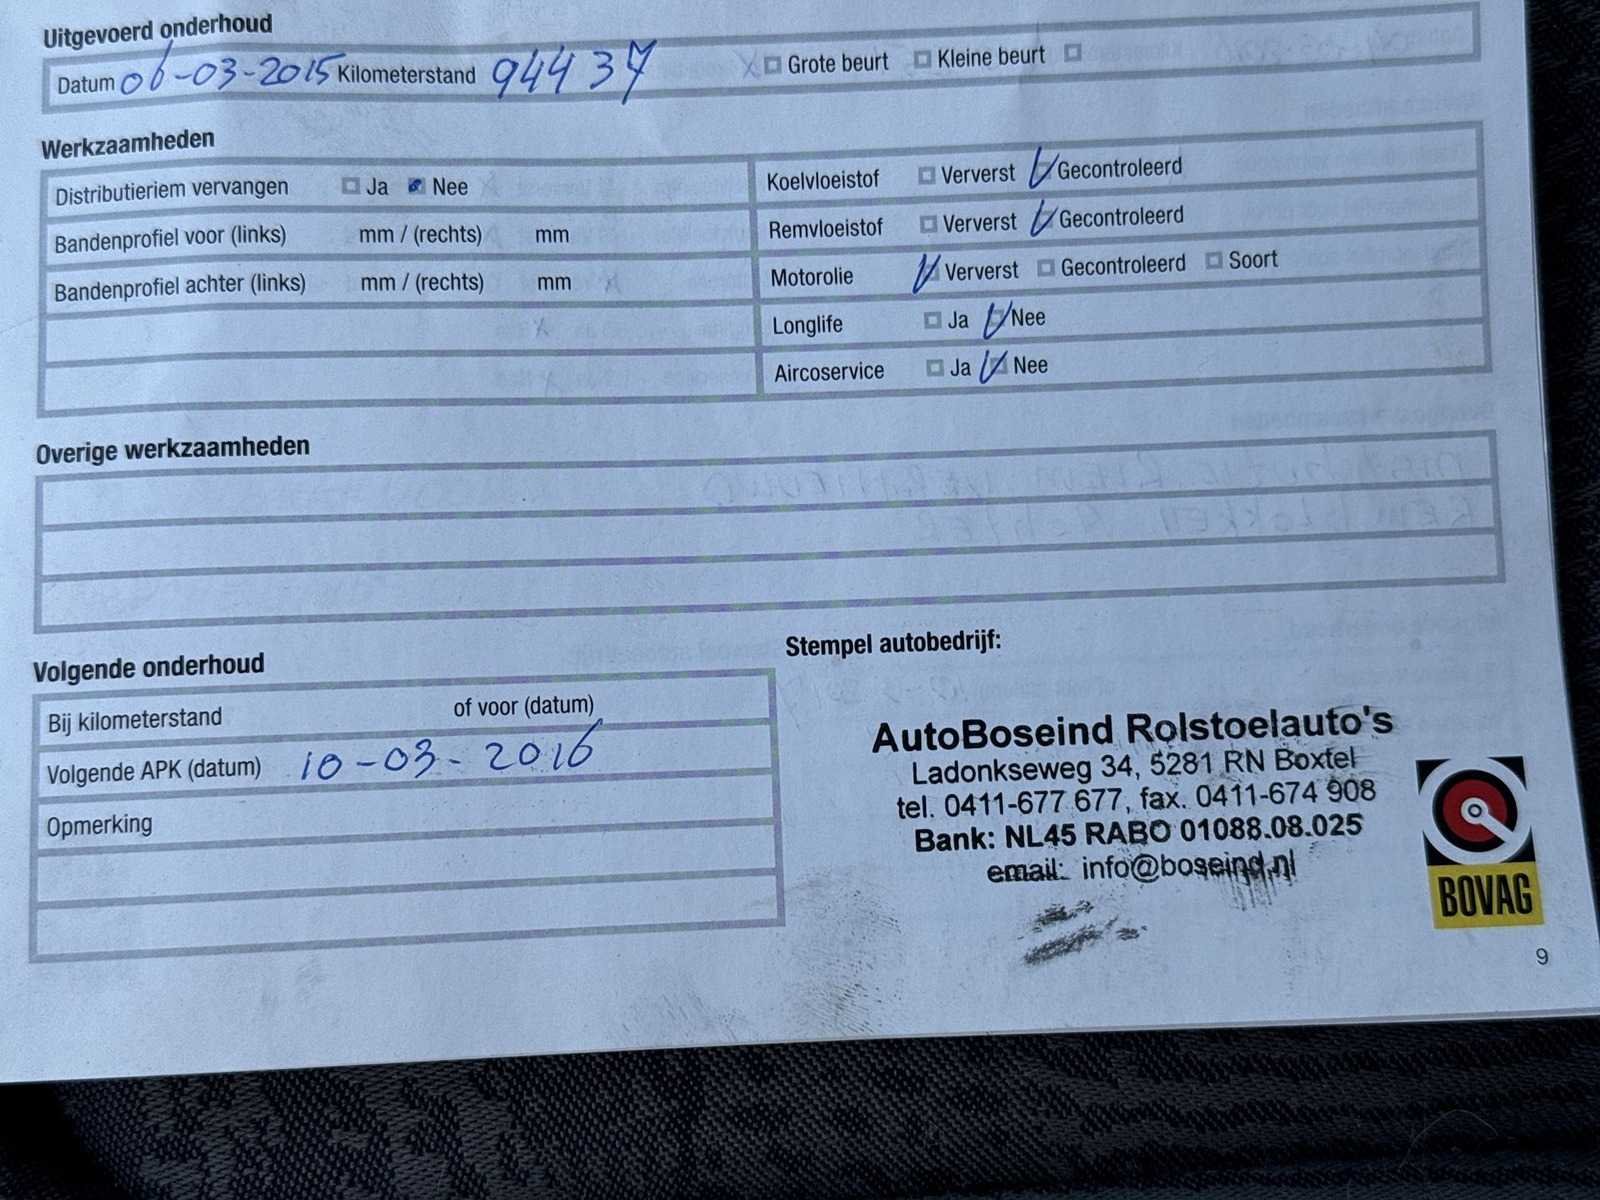 Uitgevoerd onderhoud
Datum 06-03-2015 Kilometerstand 94437 Grote beurt Kleine beurt
Werkzaamheden
Distributieriem vervangen Ja Nee
Bandenprofiel voor (links) mm / (rechts) mm
Bandenprofiel achter (links) mm / (rechts) mm
Koelvloeistof Ververst Gecontroleerd
Remvloeistof Ververst Gecontroleerd
Motorolie Ververst Gecontroleerd Soort
Longlife Ja Nee
Aircoservice Ja Nee
Overige werkzaamheden
Volgende onderhoud
Bij kilometerstand of voor (datum)
Volgende APK (datum) 10-03-2016
Opmerking
Stempel autobedrijf:
AutoBoseind Rolstoelauto's
Ladonkseweg 34, 5281 RN Boxtel
tel. 0411-677 677, fax. 0411-674 908
Bank: NL45 RABO 01088.08.025
email: info@boseind.nl
BOVAG
9